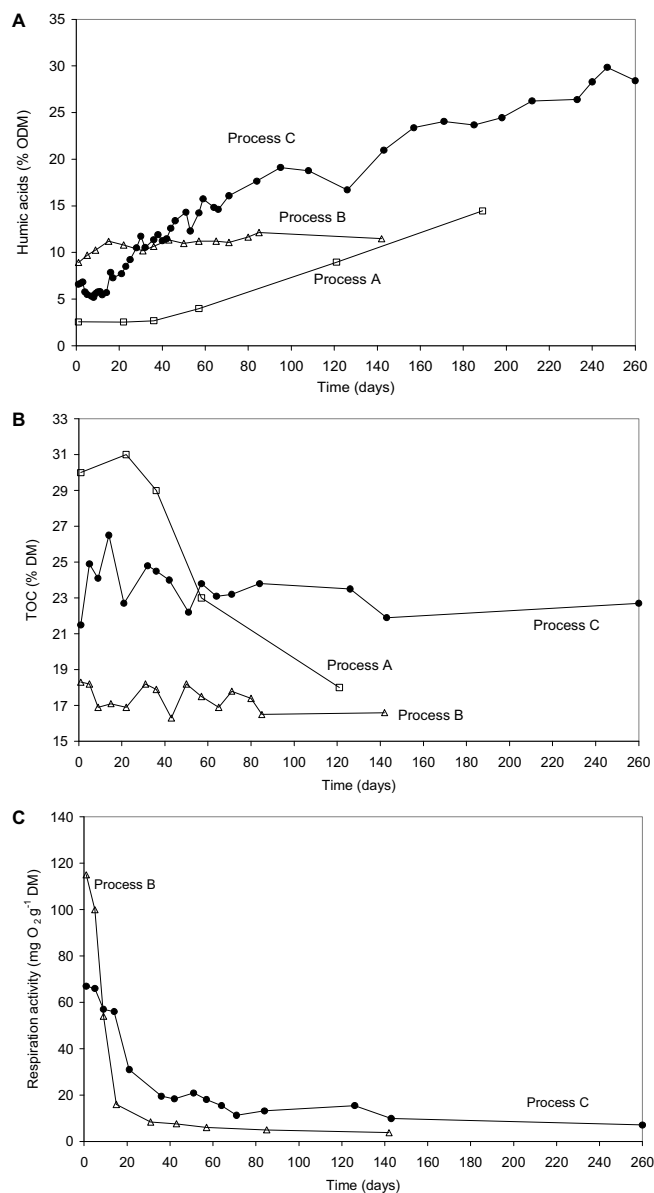 A
35
30
25
20
15
10
5
0
Humic acids (% ODM)
Process C
Process B
Process A
0 20 40 60 80 100 120 140 160 180 200 220 240 260
Time (days)
B
33
31
29
27
25
23
21
19
17
15
TOC (% DM)
Process C
Process A
Process B
0 20 40 60 80 100 120 140 160 180 200 220 240 260
Time (days)
C
140
120
100
80
60
40
20
0
Respiration activity (mg O₂ g⁻¹ DM)
Process B
Process C
0 20 40 60 80 100 120 140 160 180 200 220 240 260
Time (days)